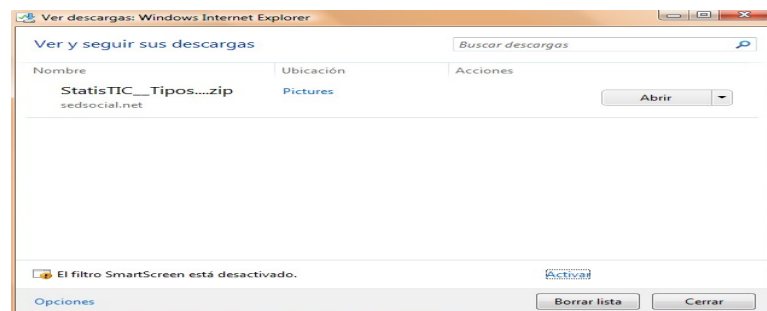 Ver descargas: Windows Internet Explorer
Ver y seguir sus descargas
Buscar descargas
Nombre Ubicación Acciones
StatisTIC__Tipos....zip Pictures Abrir
sedsocial.net
El filtro SmartScreen está desactivado. Activar
Opciones Borrar lista Cerrar